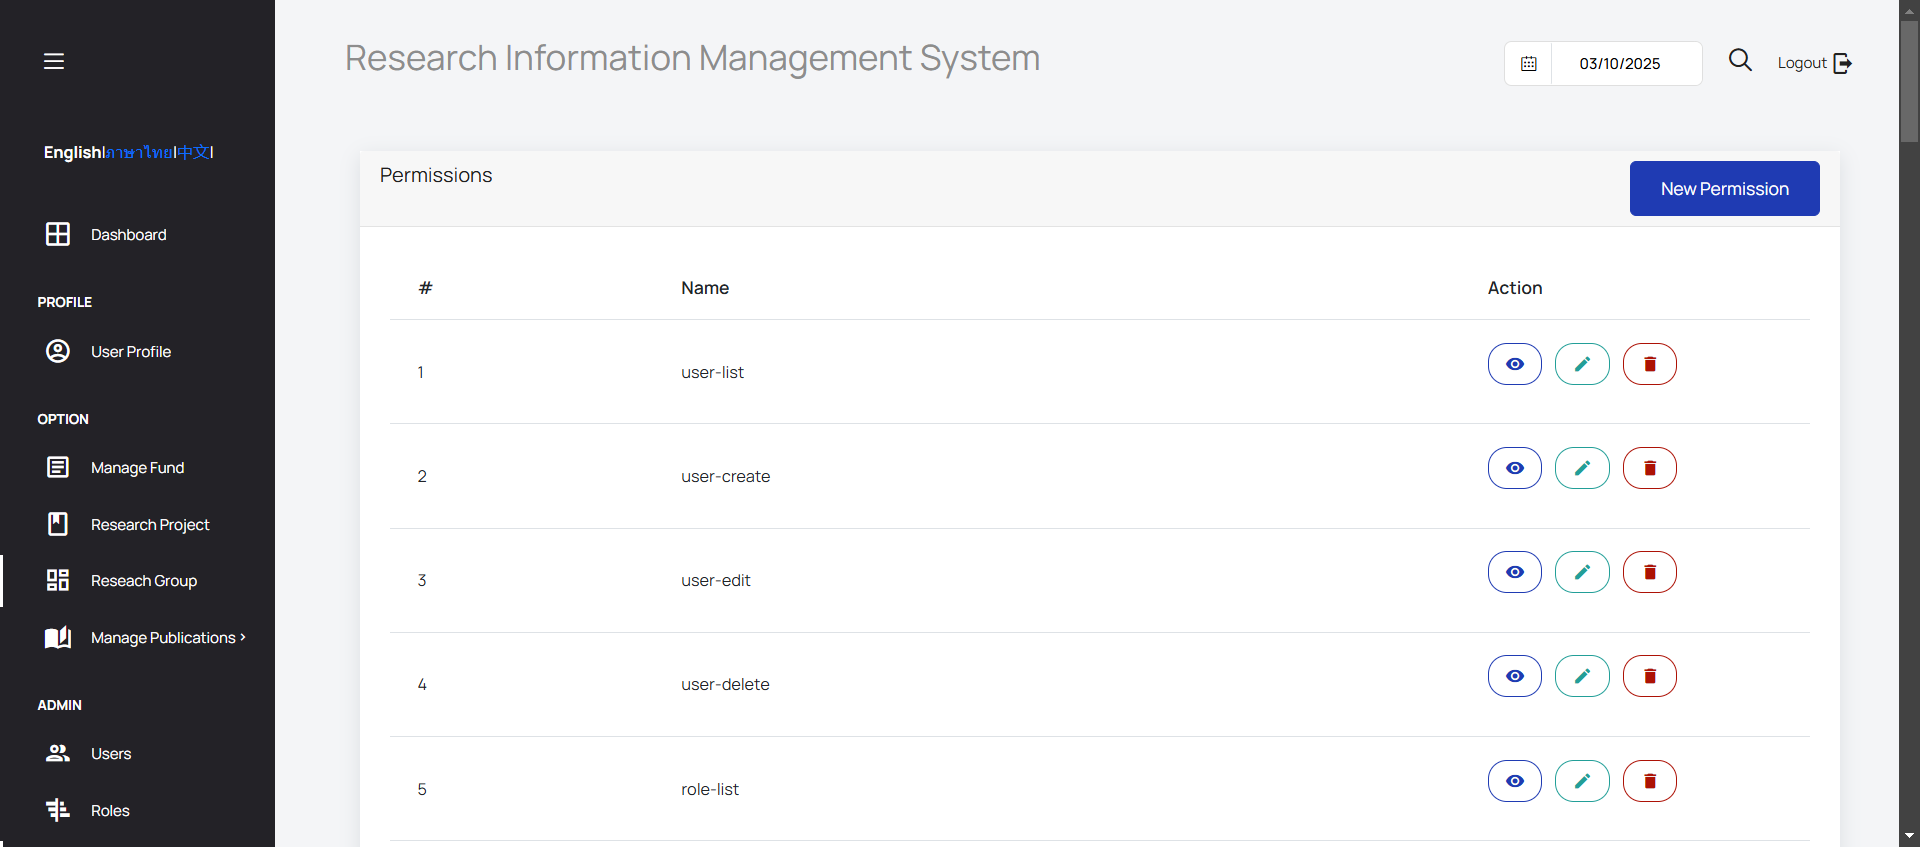 Research Information Management System
03/10/2025
Logout
English|ภาษาไทย|中文|
Dashboard
PROFILE
User Profile
OPTION
Manage Fund
Research Project
Reseach Group
Manage Publications
ADMIN
Users
Roles
Permissions
New Permission
# Name Action
1 user-list
2 user-create
3 user-edit
4 user-delete
5 role-list